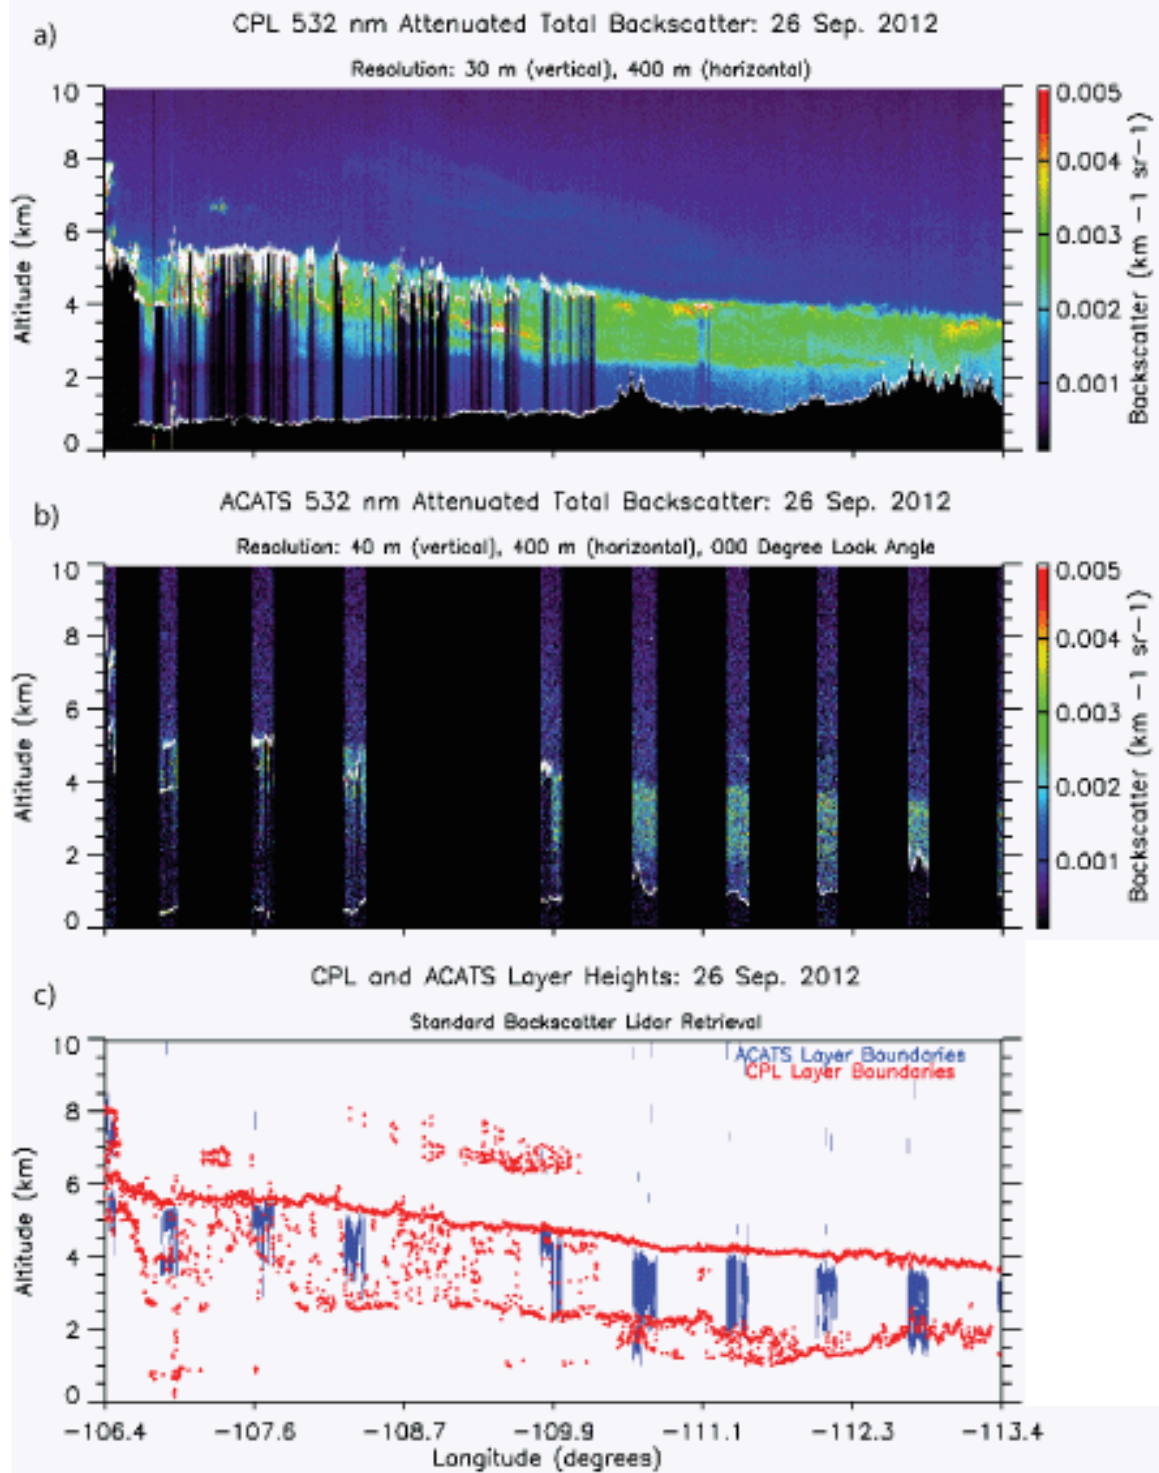 a)
CPL 532 nm Attenuated Total Backscatter: 26 Sep. 2012
Resolution: 30 m (vertical), 400 m (horizontal)
10
8
6
4
2
0
Altitude (km)
0.005
0.004
0.003
0.002
0.001
Backscatter (km -1 sr-1)
b)
ACATS 532 nm Attenuated Total Backscatter: 26 Sep. 2012
Resolution: 40 m (vertical), 400 m (horizontal), 000 Degree Look Angle
10
8
6
4
2
0
Altitude (km)
0.005
0.004
0.003
0.002
0.001
Backscatter (km -1 sr-1)
c)
CPL and ACATS Layer Heights: 26 Sep. 2012
Standard Backscatter Lidar Retrieval
ACATS Layer Boundaries
CPL Layer Boundaries
10
8
6
4
2
0
Altitude (km)
-106.4 -107.6 -108.7 -109.9 -111.1 -112.3 -113.4
Longitude (degrees)